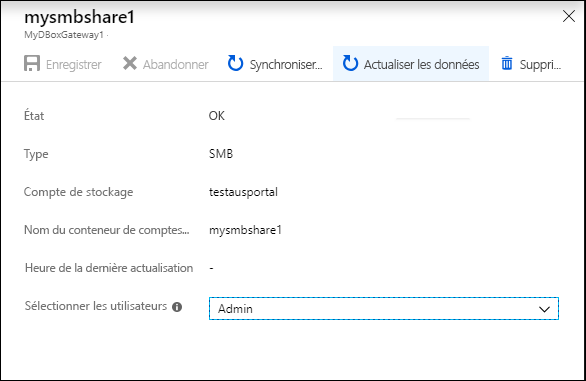 mysmbshare1
MyDBoxGateway1
Enregistrer Abandonner Synchroniser... Actualiser les données Suppri...
État OK
Type SMB
Compte de stockage testausportal
Nom du conteneur de comptes... mysmbshare1
Heure de la dernière actualisation -
Sélectionner les utilisateurs Admin